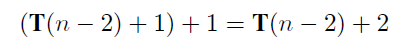 (T(n − 2) + 1) + 1 = T(n − 2) + 2